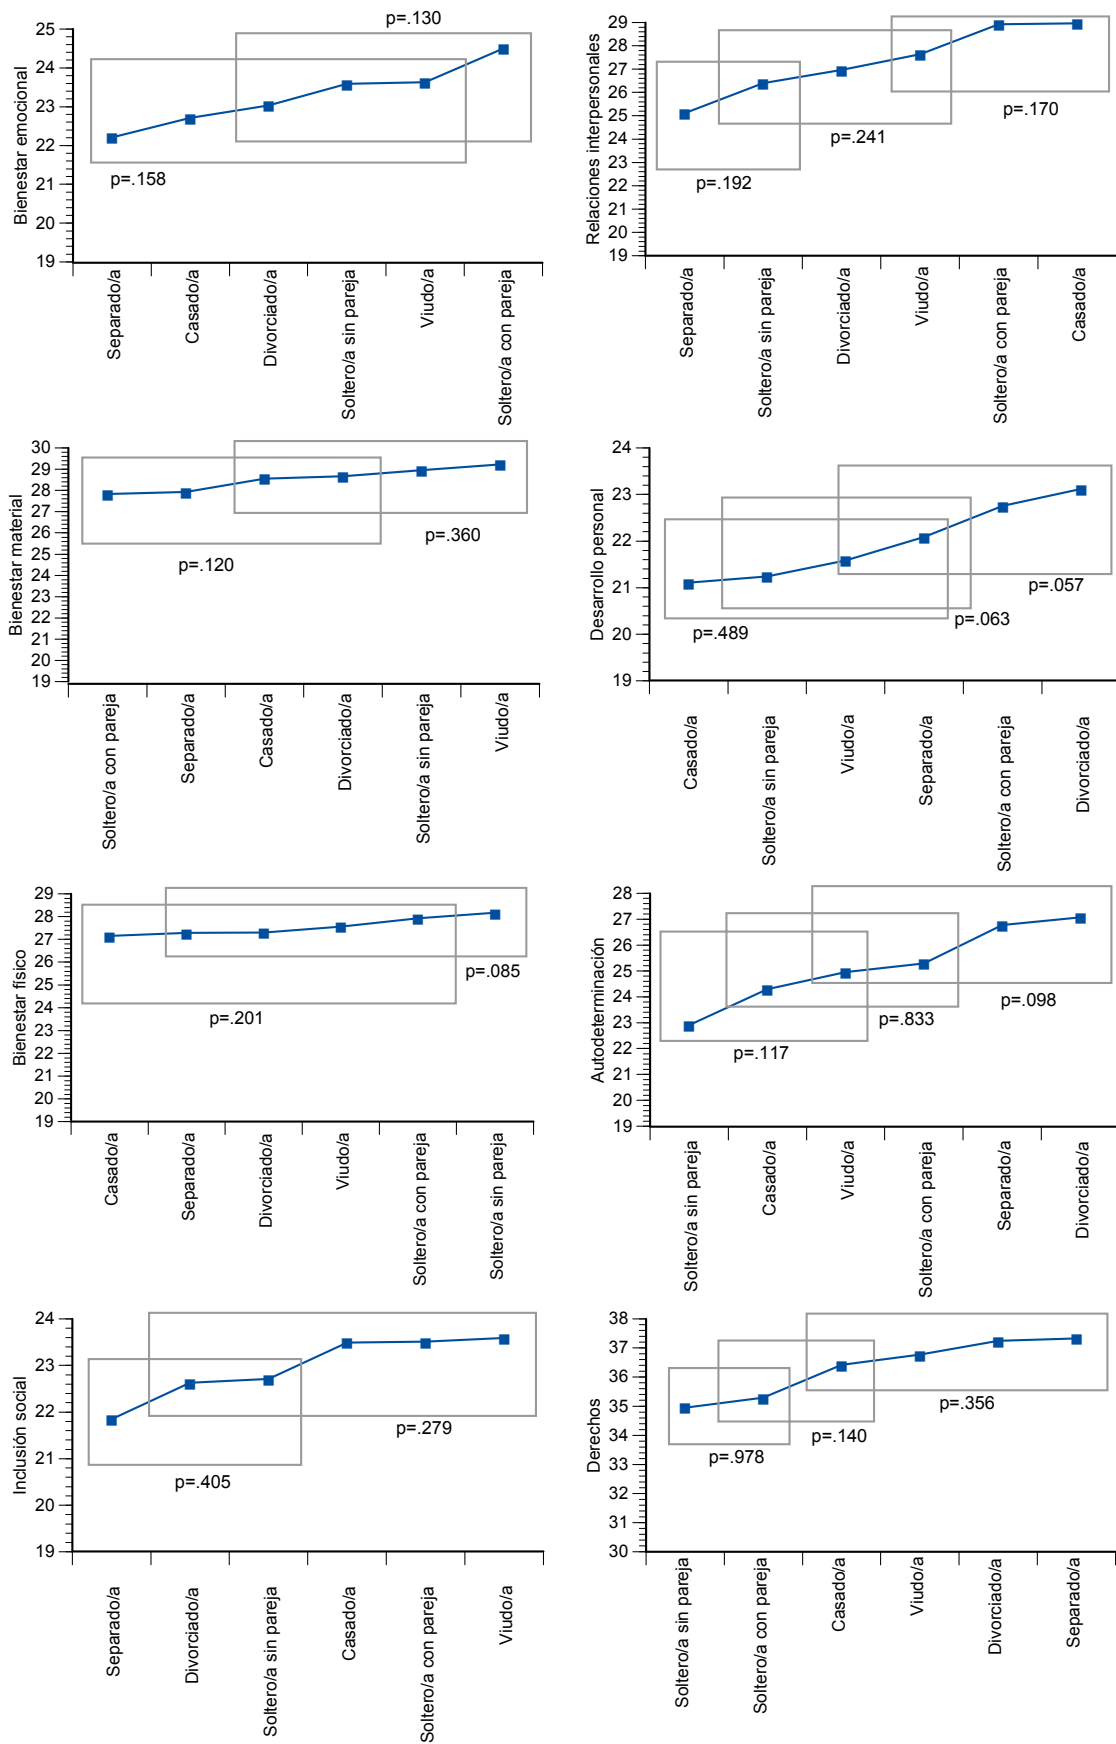 Bienestar emocional
25
24
23
22
21
20
19
p=.130
p=.158
Separado/a
Casado/a
Divorciado/a
Soltero/a sin pareja
Viudo/a
Soltero/a con pareja
Relaciones interpersonales
29
28
27
26
25
24
23
22
21
20
19
p=.170
p=.241
p=.192
Separado/a
Soltero/a sin pareja
Divorciado/a
Viudo/a
Soltero/a con pareja
Casado/a
Bienestar material
30
29
28
27
26
25
24
23
22
21
20
19
p=.360
p=.120
Soltero/a con pareja
Separado/a
Casado/a
Divorciado/a
Soltero/a sin pareja
Viudo/a
Desarrollo personal
24
23
22
21
20
19
p=.057
p=.063
p=.489
Casado/a
Soltero/a sin pareja
Viudo/a
Separado/a
Soltero/a con pareja
Divorciado/a
Bienestar físico
29
28
27
26
25
24
23
22
21
20
19
p=.085
p=.201
Casado/a
Separado/a
Divorciado/a
Viudo/a
Soltero/a con pareja
Soltero/a sin pareja
Autodeterminación
28
27
26
25
24
23
22
21
20
19
p=.098
p=.833
p=.117
Soltero/a sin pareja
Casado/a
Viudo/a
Soltero/a con pareja
Separado/a
Divorciado/a
Inclusión social
24
23
22
21
20
19
p=.279
p=.405
Separado/a
Divorciado/a
Soltero/a sin pareja
Casado/a
Soltero/a con pareja
Viudo/a
Derechos
38
37
36
35
34
33
32
31
30
p=.356
p=.140
p=.978
Soltero/a sin pareja
Soltero/a con pareja
Casado/a
Viudo/a
Divorciado/a
Separado/a